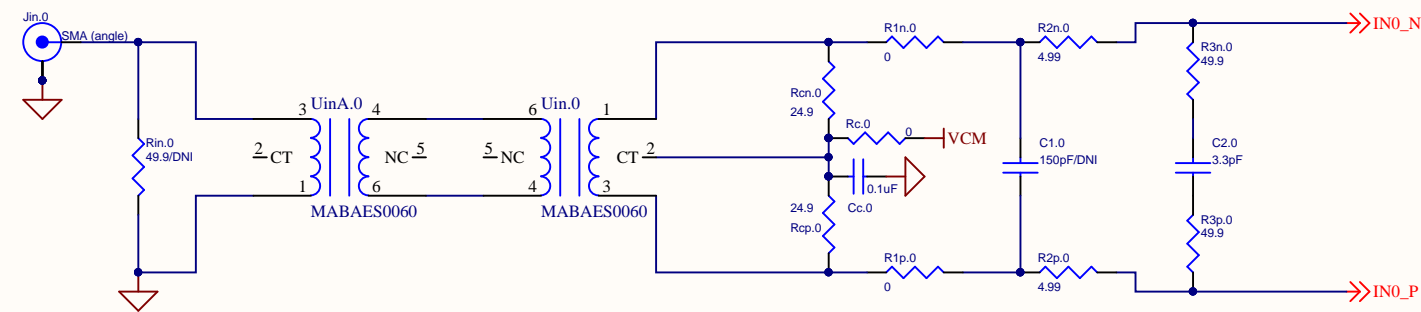 Jin.0
SMA (angle)
Rin.0
49.9/DNI
UinA.0
3
4
2 CT
NC 5
1
6
MABAES0060
Uin.0
6
1
5 NC
CT 2
4
3
MABAES0060
Rcn.0
24.9
Rc.0
0
VCM
0.1uF
Cc.0
24.9
Rcp.0
R1n.0
0
R1p.0
0
C1.0
150pF/DNI
R2n.0
4.99
R2p.0
4.99
R3n.0
49.9
C2.0
3.3pF
R3p.0
49.9
IN0_N
IN0_P